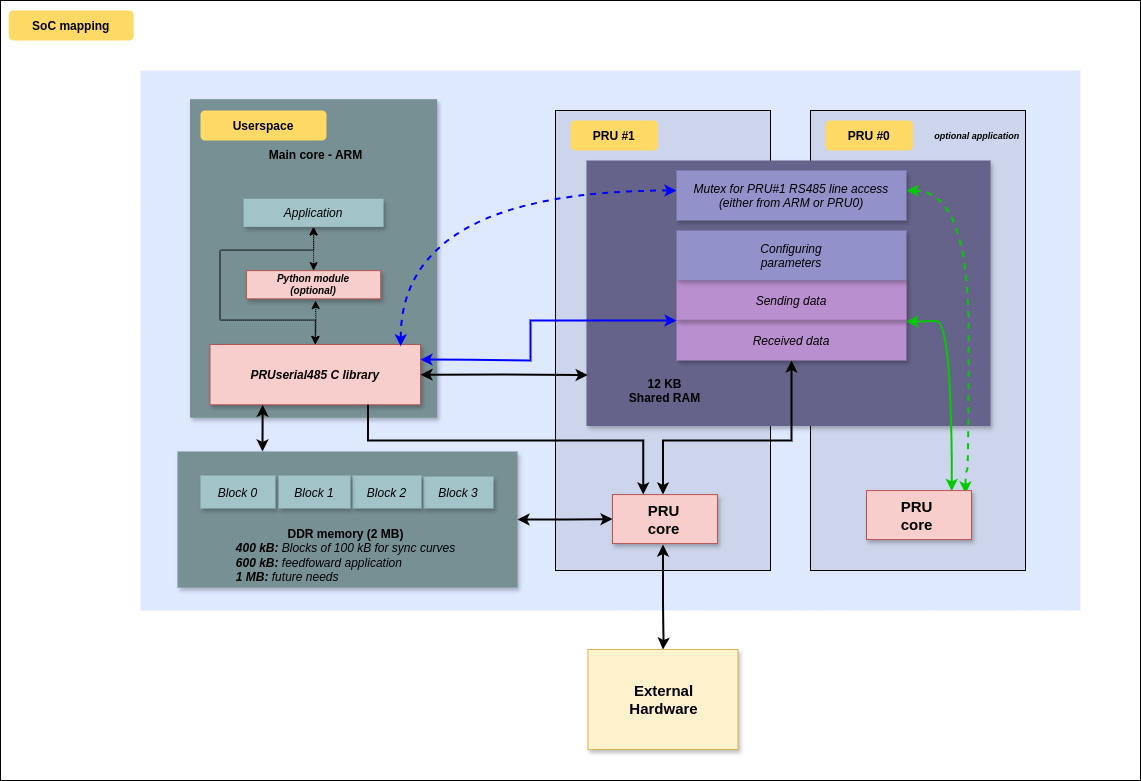 SoC mapping
Userspace
Main core - ARM
Application
Python module
(optional)
PRUserial485 C library
PRU #1
PRU #0
optional application
Mutex for PRU#1 RS485 line access
(either from ARM or PRU0)
Configuring
parameters
Sending data
Received data
12 KB
Shared RAM
Block 0
Block 1
Block 2
Block 3
DDR memory (2 MB)
400 kB: Blocks of 100 kB for sync curves
600 kB: feedfoward application
1 MB: future needs
PRU
core
PRU
core
External
Hardware